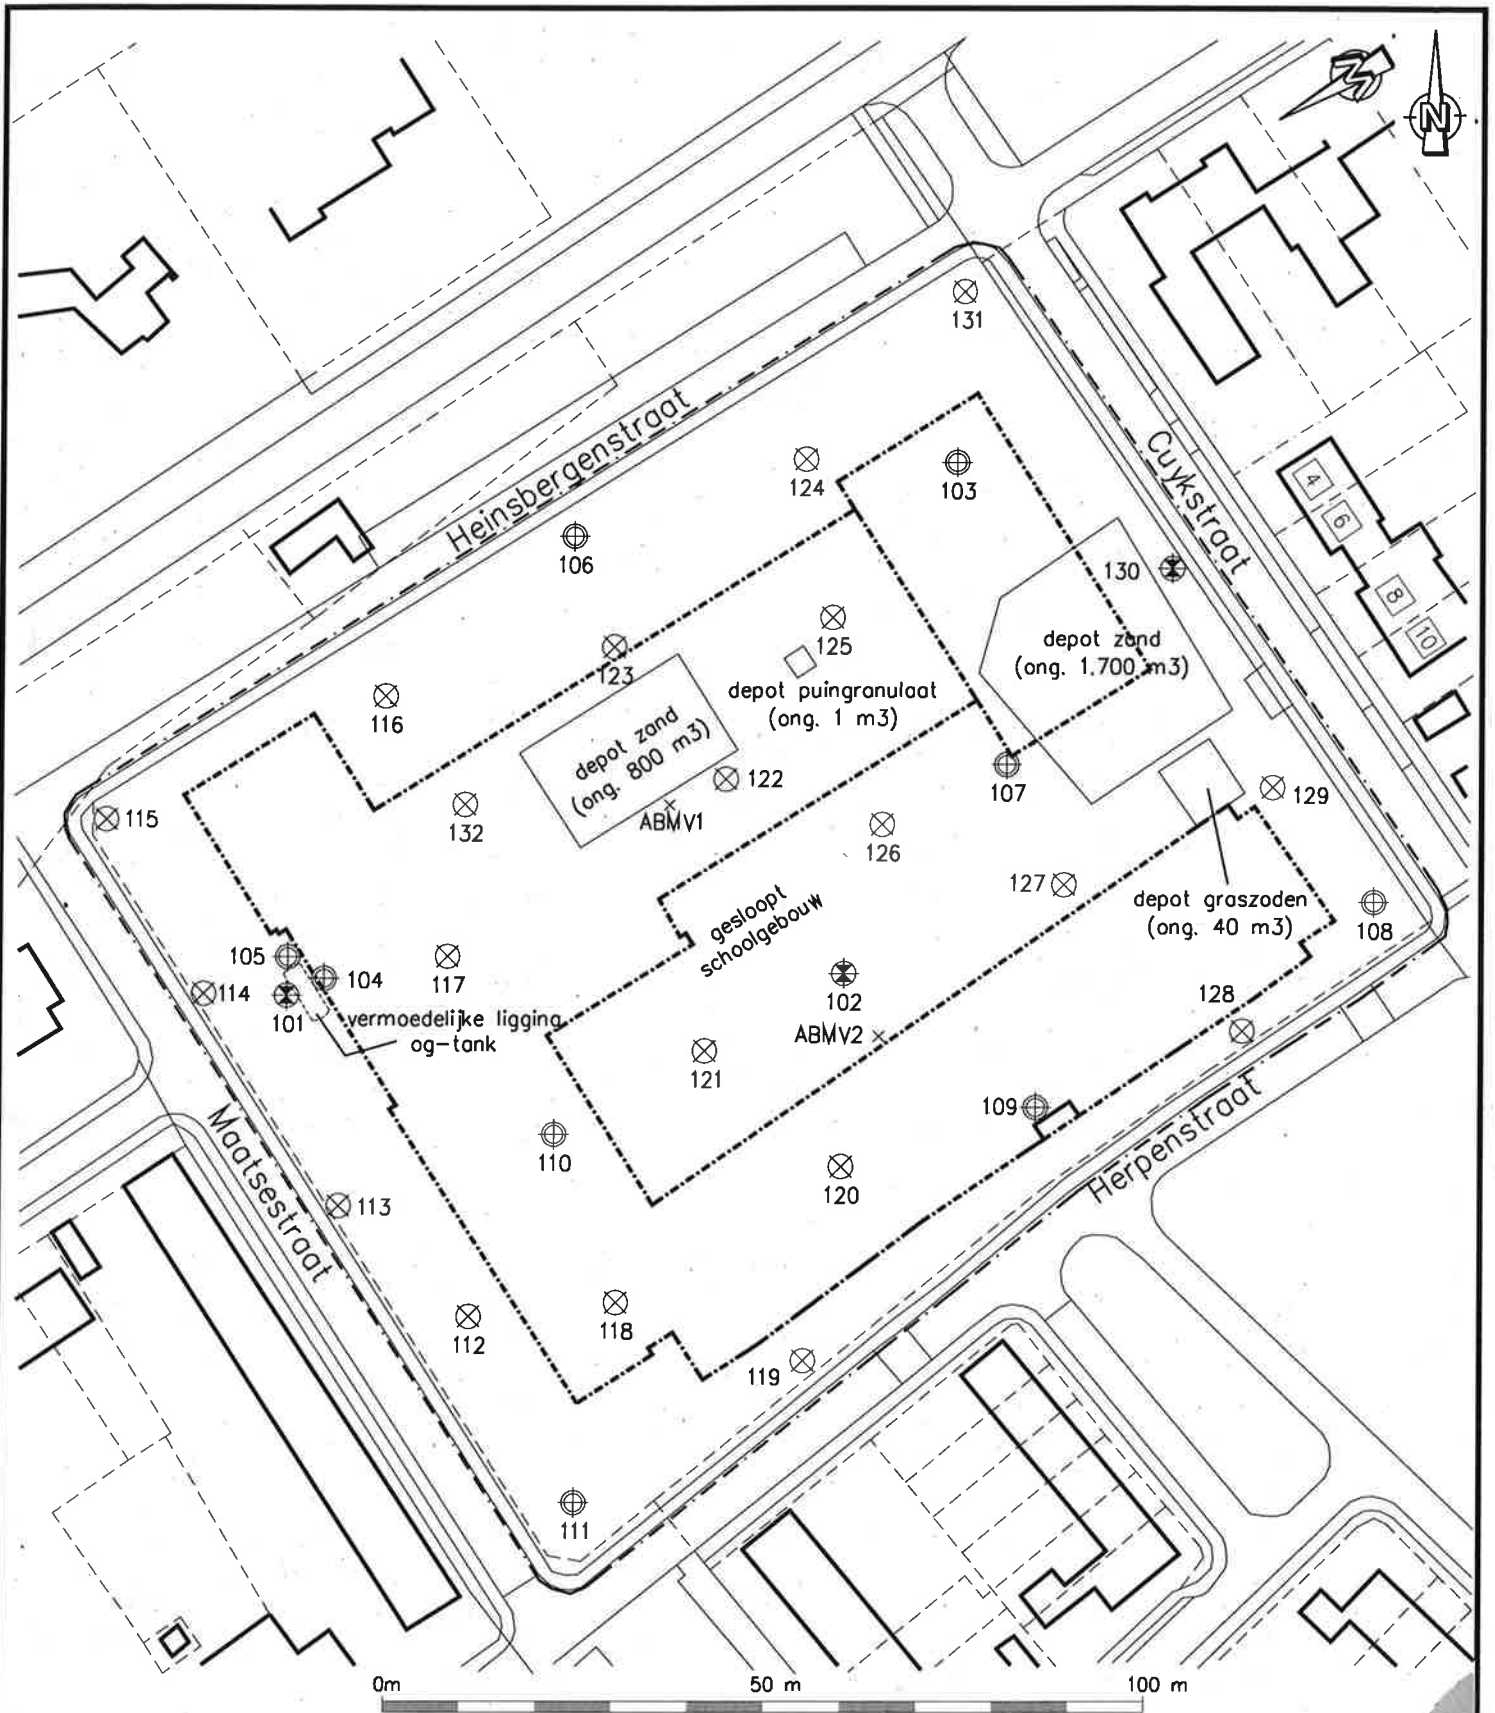 N
N
131
Heinsbergenstraat
Cuykstraat
124
103
4
6
106
130
8
10
125
depot zand
(ong. 1.700 m3)
123
116
depot puingranulaat
(ong. 1 m3)
depot zand
(ong. 800 m3)
122
107
129
115
132
ABMV1
126
127
gesloopt
schoolgebouw
depot graszoden
(ong. 40 m3)
108
105
104
117
114
101
102
128
vermoedelijke ligging
og-tank
ABMV2
121
109
Maatsestraat
110
120
Herpenstraat
113
118
112
119
111
0m
50 m
100 m